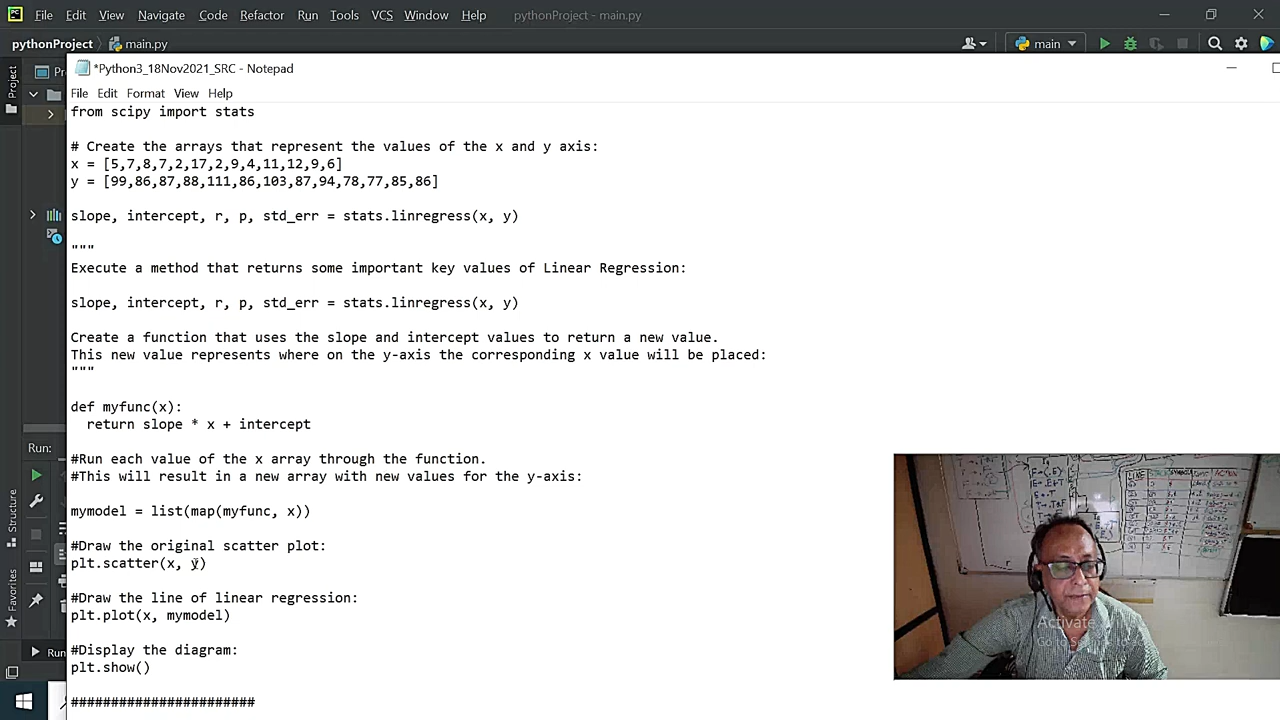 File Edit View Navigate Code Refactor Run Tools VCS Window Help pythonProject - main.py
pythonProject main.py main
Project
*Python3_18Nov2021_SRC - Notepad
File Edit Format View Help
from scipy import stats
# Create the arrays that represent the values of the x and y axis:
x = [5,7,8,7,2,17,2,9,4,11,12,9,6]
y = [99,86,87,88,111,86,103,87,94,78,77,85,86]
slope, intercept, r, p, std_err = stats.linregress(x, y)
"""
Execute a method that returns some important key values of Linear Regression:
slope, intercept, r, p, std_err = stats.linregress(x, y)
Create a function that uses the slope and intercept values to return a new value.
This new value represents where on the y-axis the corresponding x value will be placed:
"""
def myfunc(x):
return slope * x + intercept
Run:
#Run each value of the x array through the function.
#This will result in a new array with new values for the y-axis:
Structure
mymodel = list(map(myfunc, x))
#Draw the original scatter plot:
plt.scatter(x, y)
Favorites
#Draw the line of linear regression:
plt.plot(x, mymodel)
Activate
#Display the diagram:
Run
plt.show()
#######################